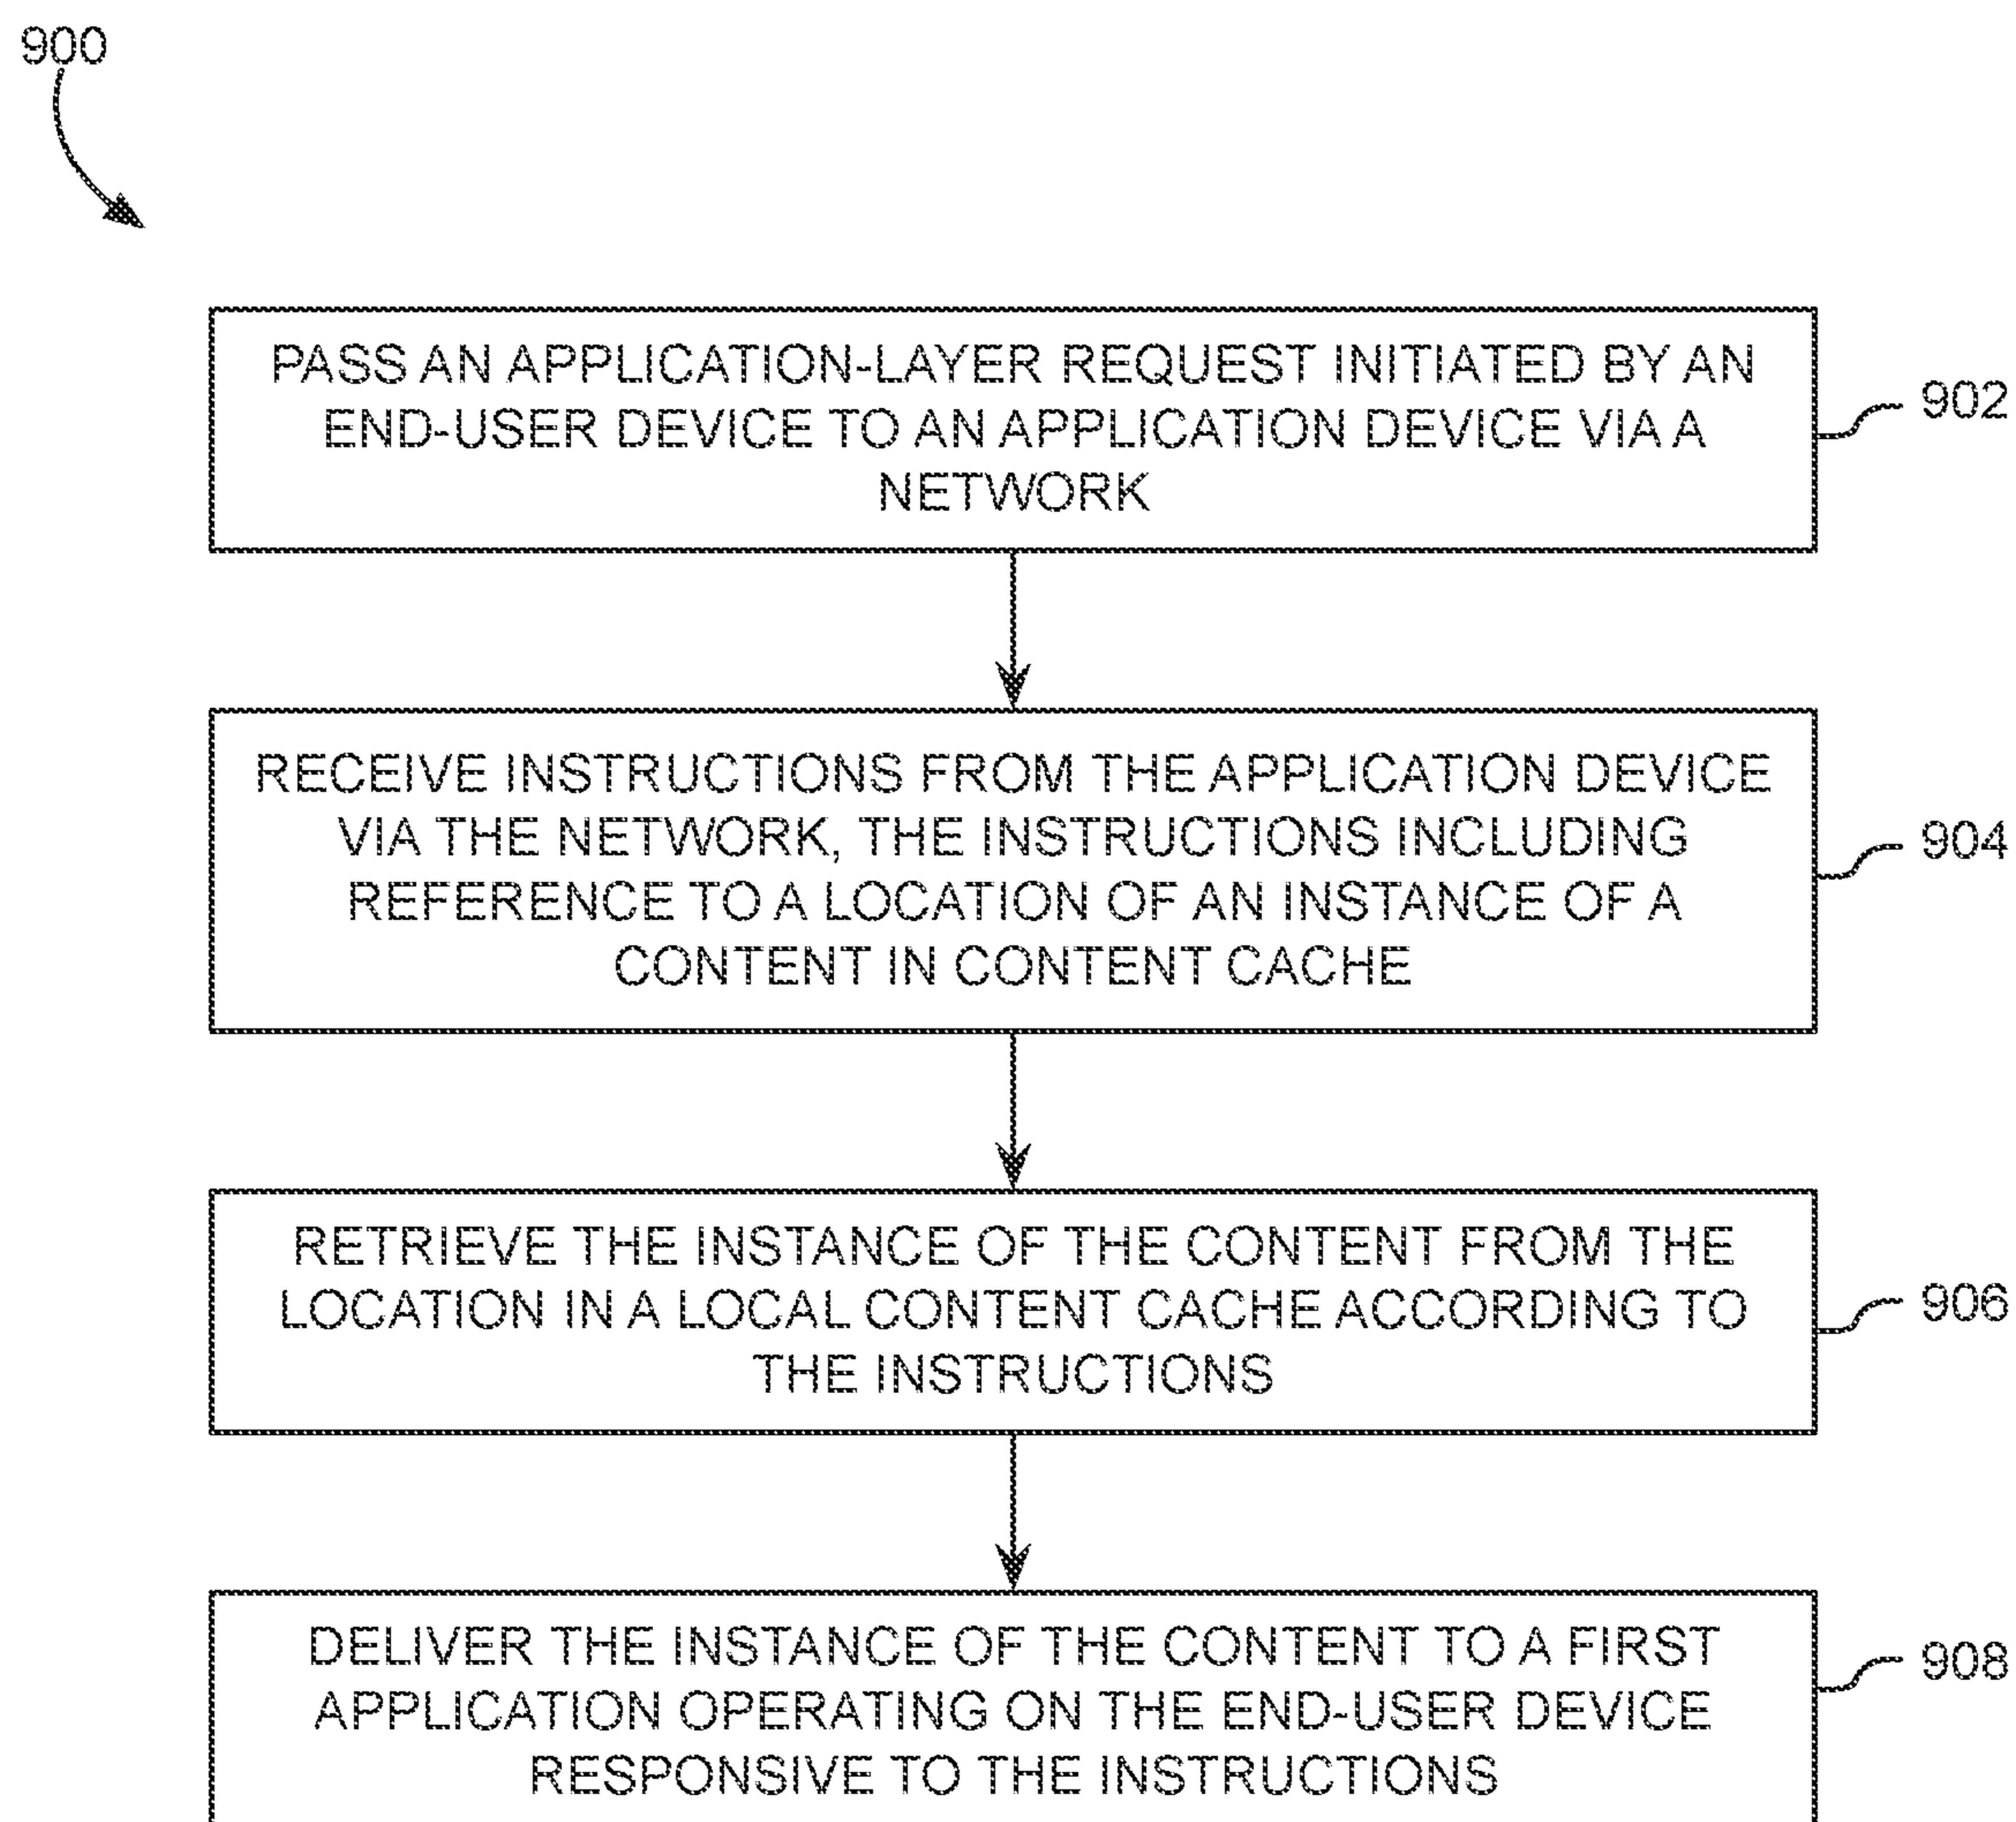 900
PASS AN APPLICATION-LAYER REQUEST INITIATED BY AN
END-USER DEVICE TO AN APPLICATION DEVICE VIA A
NETWORK
902
RECEIVE INSTRUCTIONS FROM THE APPLICATION DEVICE
VIA THE NETWORK, THE INSTRUCTIONS INCLUDING
REFERENCE TO A LOCATION OF AN INSTANCE OF A
CONTENT IN CONTENT CACHE
904
RETRIEVE THE INSTANCE OF THE CONTENT FROM THE
LOCATION IN A LOCAL CONTENT CACHE ACCORDING TO
THE INSTRUCTIONS
906
DELIVER THE INSTANCE OF THE CONTENT TO A FIRST
APPLICATION OPERATING ON THE END-USER DEVICE
RESPONSIVE TO THE INSTRUCTIONS
908